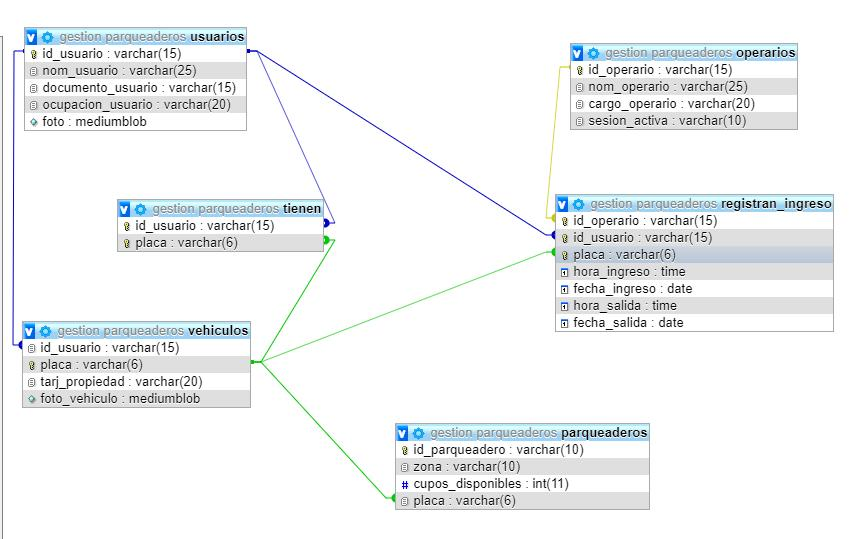 gestion parqueaderos usuarios
id_usuario : varchar(15)
nom_usuario : varchar(25)
documento_usuario : varchar(15)
ocupacion_usuario : varchar(20)
foto : mediumblob
gestion parqueaderos operarios
id_operario : varchar(15)
nom_operario : varchar(25)
cargo_operario : varchar(20)
sesion_activa : varchar(10)
gestion parqueaderos tienen
id_usuario : varchar(15)
placa : varchar(6)
gestion parqueaderos registran_ingreso
id_operario : varchar(15)
id_usuario : varchar(15)
placa : varchar(6)
hora_ingreso : time
fecha_ingreso : date
hora_salida : time
fecha_salida : date
gestion parqueaderos vehiculos
id_usuario : varchar(15)
placa : varchar(6)
tarj_propiedad : varchar(20)
foto_vehiculo : mediumblob
gestion parqueaderos parqueaderos
id_parqueadero : varchar(10)
zona : varchar(10)
cupos_disponibles : int(11)
placa : varchar(6)